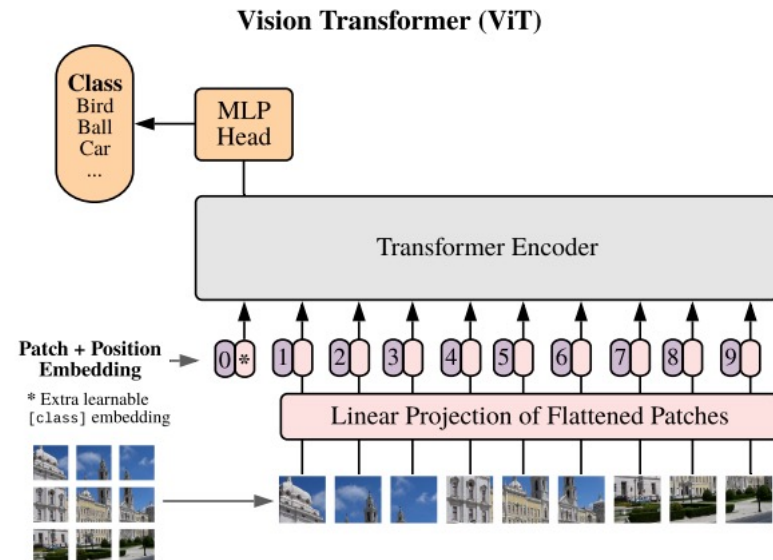 Vision Transformer (ViT)
Class
Bird
Ball
Car
...
MLP
Head
Transformer Encoder
Patch + Position
Embedding
0 * 1 2 3 4 5 6 7 8 9
* Extra learnable
[class] embedding
Linear Projection of Flattened Patches